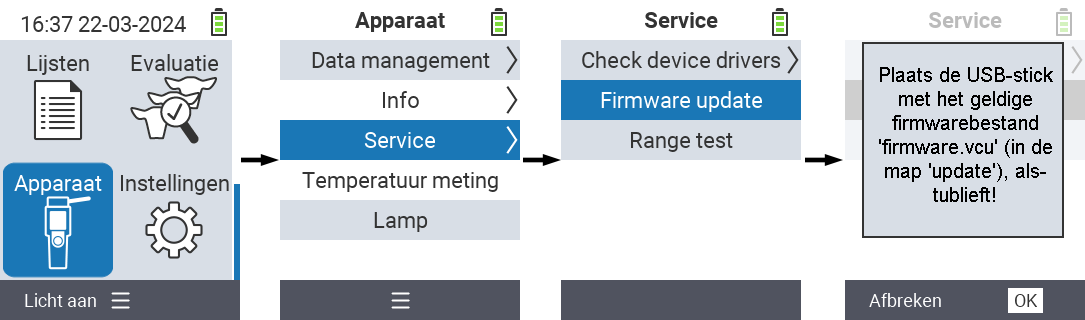 16:37 22-03-2024
Lijsten
Evaluatie
Apparaat
Instellingen
Licht aan
Apparaat
Data management
Info
Service
Temperatuur meting
Lamp
Service
Check device drivers
Firmware update
Range test
Service
Plaats de USB-stick
met het geldige
firmwarebestand
'firmware.vcu' (in de
map 'update'), als-
tublieft!
Afbreken
OK